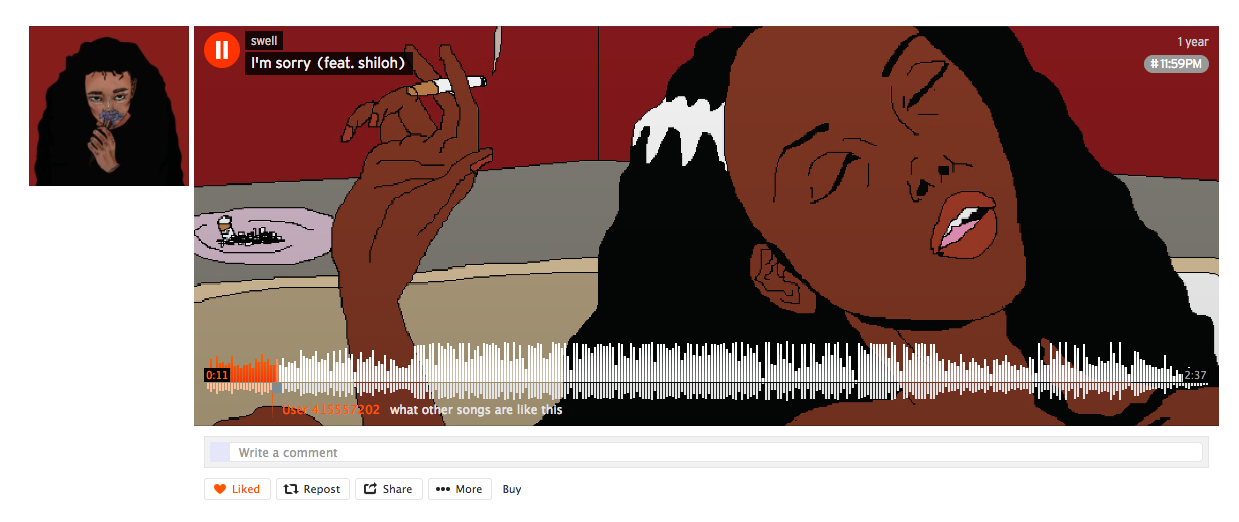 swell
1 year
I'm sorry (feat. shiloh)
# 11:59PM
0:11
2:37
User 415557202 what other songs are like this
Write a comment
Liked Repost Share More Buy